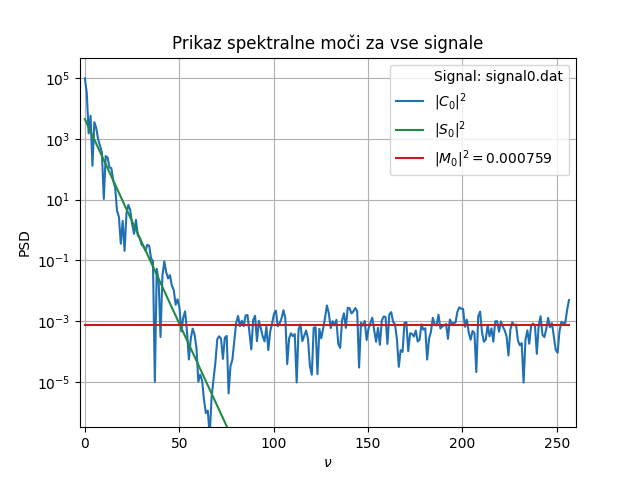 Prikaz spektralne moči za vse signale
Signal: signal0.dat
|C₀|²
|S₀|²
|M₀|² = 0.000759
PSD
10⁵
10³
10¹
10⁻¹
10⁻³
10⁻⁵
0 50 100 150 200 250
ν